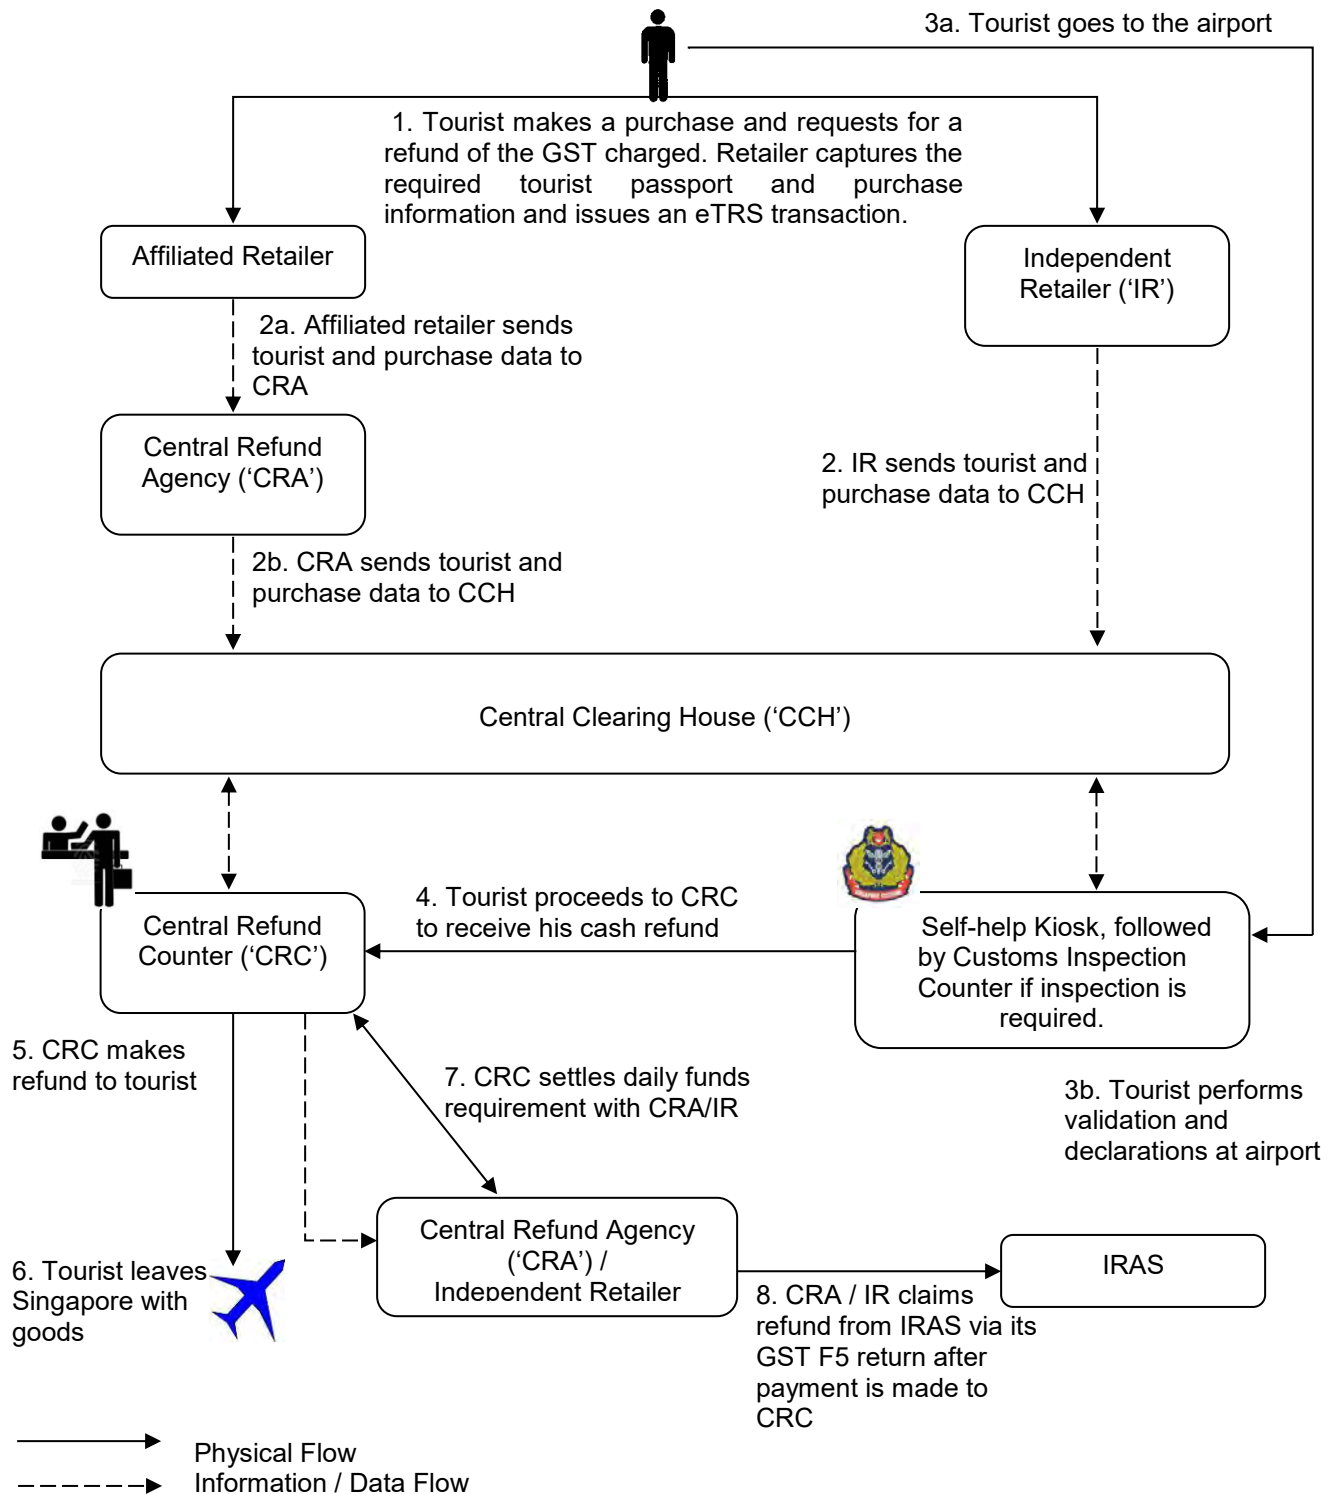 3a. Tourist goes to the airport
1. Tourist makes a purchase and requests for a
refund of the GST charged. Retailer captures the
required tourist passport and purchase
information and issues an eTRS transaction.
Affiliated Retailer
Independent
Retailer (‘IR’)
2a. Affiliated retailer sends
tourist and purchase data to
CRA
Central Refund
Agency (‘CRA’)
2. IR sends tourist and
purchase data to CCH
2b. CRA sends tourist and
purchase data to CCH
Central Clearing House (‘CCH’)
Central Refund
Counter (‘CRC’)
4. Tourist proceeds to CRC
to receive his cash refund
Self-help Kiosk, followed
by Customs Inspection
Counter if inspection is
required.
5. CRC makes
refund to tourist
7. CRC settles daily funds
requirement with CRA/IR
3b. Tourist performs
validation and
declarations at airport
6. Tourist leaves
Singapore with
goods
Central Refund Agency
(‘CRA’) /
Independent Retailer
IRAS
8. CRA / IR claims
refund from IRAS via its
GST F5 return after
payment is made to
CRC
Physical Flow
Information / Data Flow